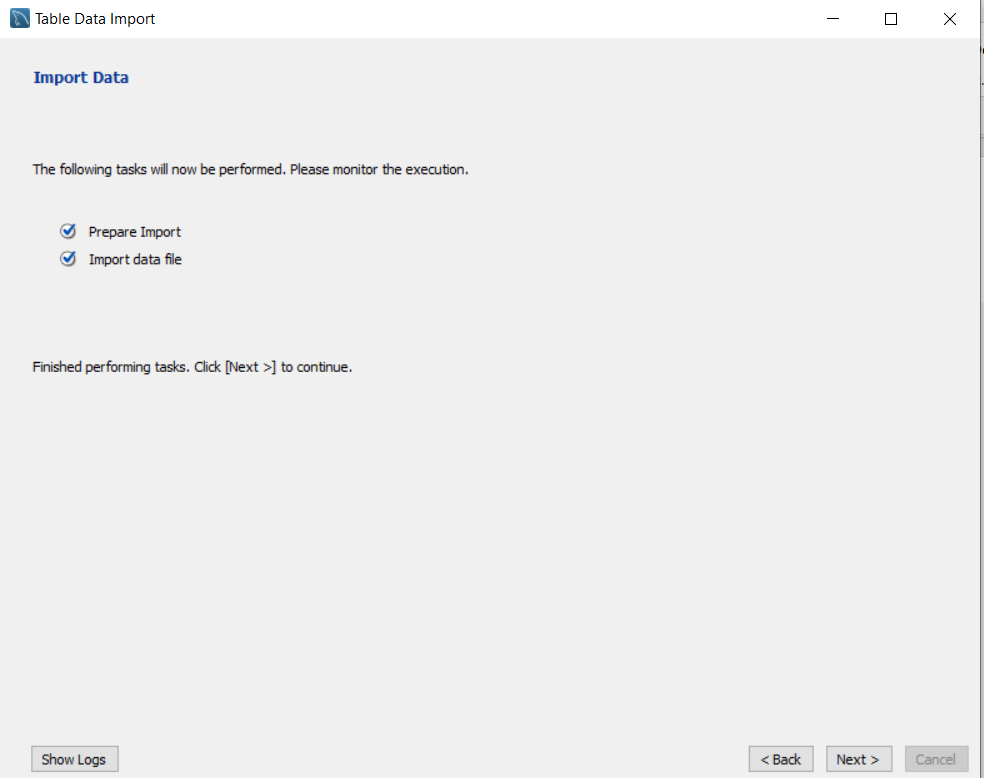 Table Data Import
Import Data
The following tasks will now be performed. Please monitor the execution.
Prepare Import
Import data file
Finished performing tasks. Click [Next >] to continue.
Show Logs
< Back
Next >
Cancel